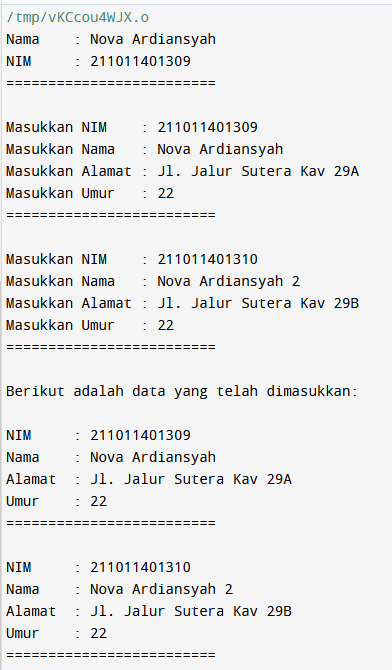 /tmp/vKCcou4WJX.o
Nama    : Nova Ardiansyah
NIM     : 211011401309
=========================
Masukkan NIM    : 211011401309
Masukkan Nama   : Nova Ardiansyah
Masukkan Alamat : Jl. Jalur Sutera Kav 29A
Masukkan Umur   : 22
=========================
Masukkan NIM    : 211011401310
Masukkan Nama   : Nova Ardiansyah 2
Masukkan Alamat : Jl. Jalur Sutera Kav 29B
Masukkan Umur   : 22
=========================
Berikut adalah data yang telah dimasukkan:
NIM     : 211011401309
Nama    : Nova Ardiansyah
Alamat  : Jl. Jalur Sutera Kav 29A
Umur    : 22
=========================
NIM     : 211011401310
Nama    : Nova Ardiansyah 2
Alamat  : Jl. Jalur Sutera Kav 29B
Umur    : 22
=========================